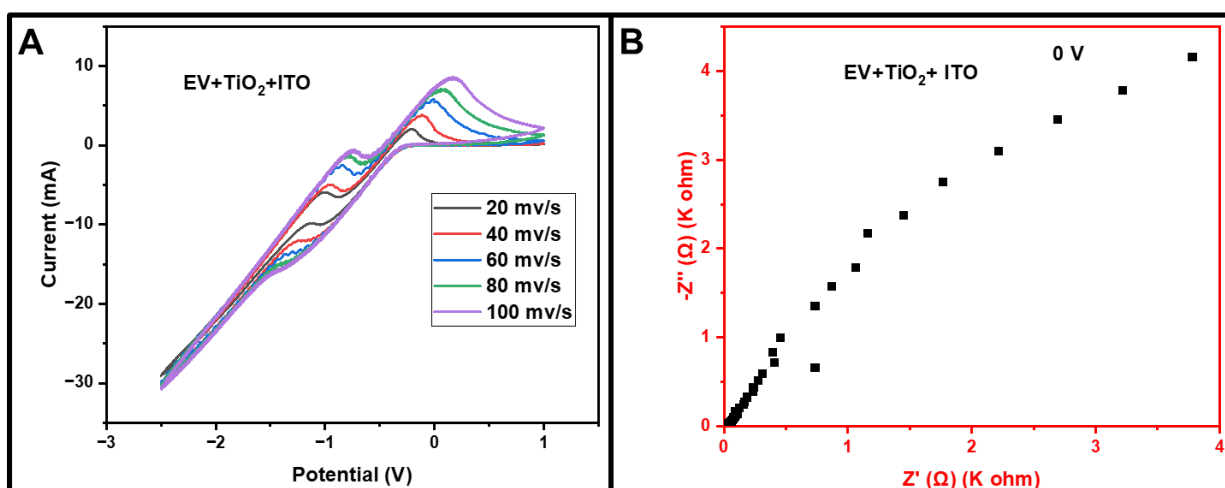 A
EV+TiO₂+ITO
10
0
−10
−20
−30
Current (mA)
20 mv/s
40 mv/s
60 mv/s
80 mv/s
100 mv/s
−3
−2
−1
0
1
Potential (V)
B
0 V
EV+TiO₂+ ITO
4
3
2
1
0
-Z'' (Ω) (K ohm)
0
1
2
3
4
Z' (Ω) (K ohm)